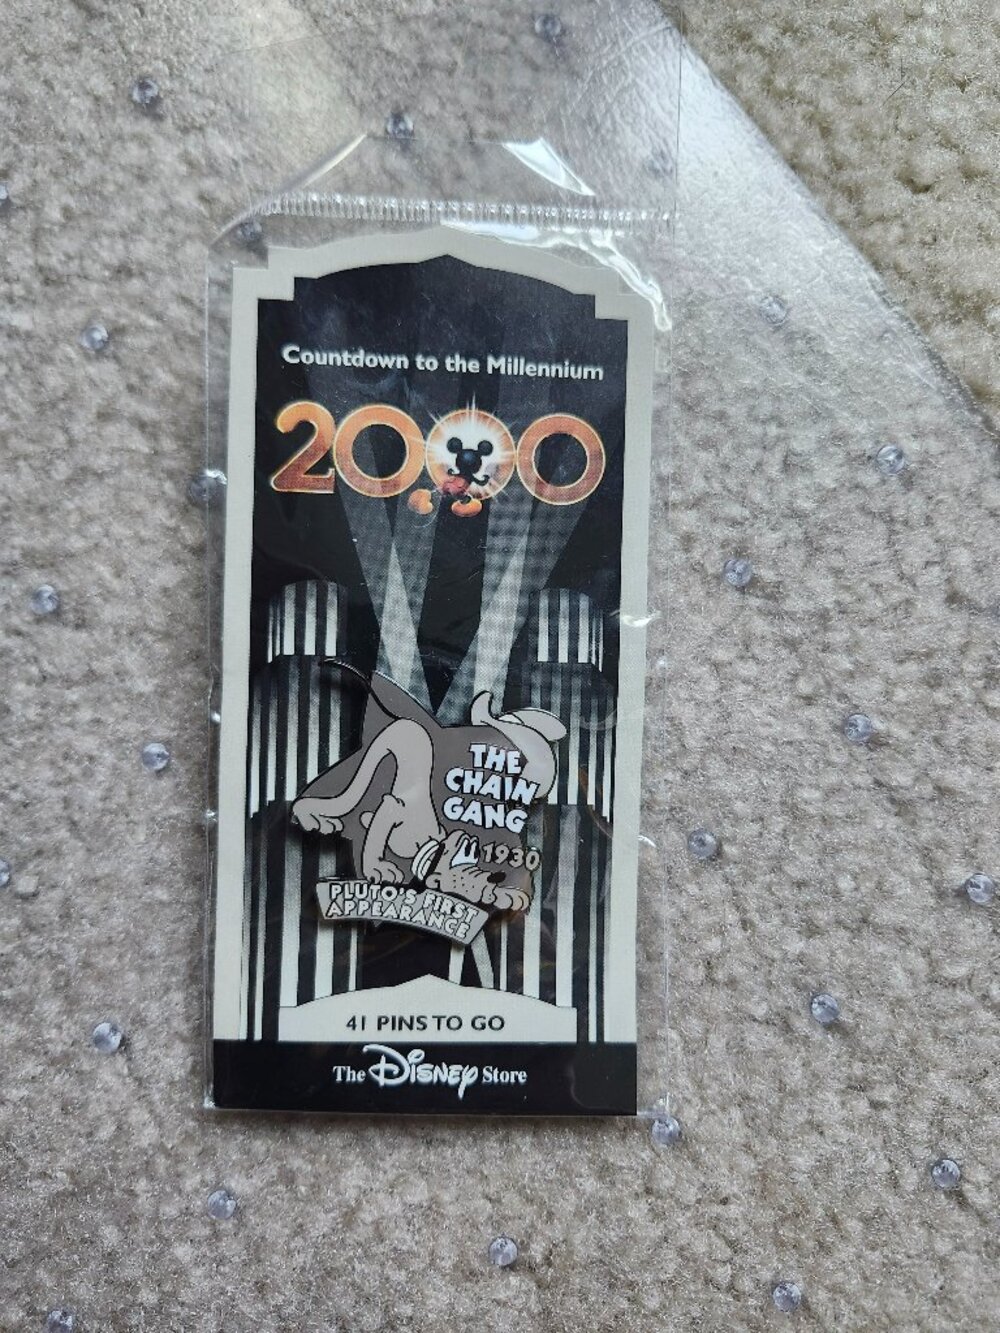 Countdown to the Millennium
2000
THE
CHAIN
GANG
1930
PLUTO'S FIRST
APPEARANCE
41 PINS TO GO
The Disney Store